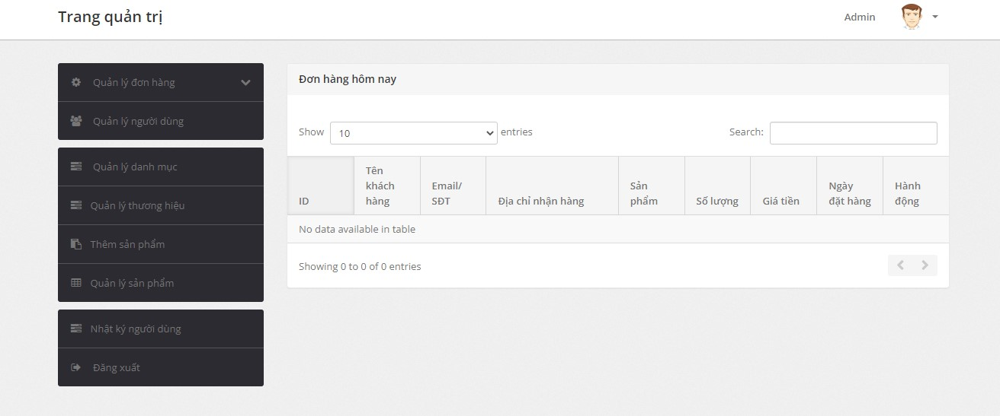 Trang quản trị
Admin
Quản lý đơn hàng
Quản lý người dùng
Quản lý danh mục
Quản lý thương hiệu
Thêm sản phẩm
Quản lý sản phẩm
Nhật ký người dùng
Đăng xuất
Đơn hàng hôm nay
Show 10 entries
Search:
ID
Tên
khách
hàng
Email/
SĐT
Địa chỉ nhận hàng
Sản
phẩm
Số lượng
Giá tiền
Ngày
đặt hàng
Hành
động
No data available in table
Showing 0 to 0 of 0 entries